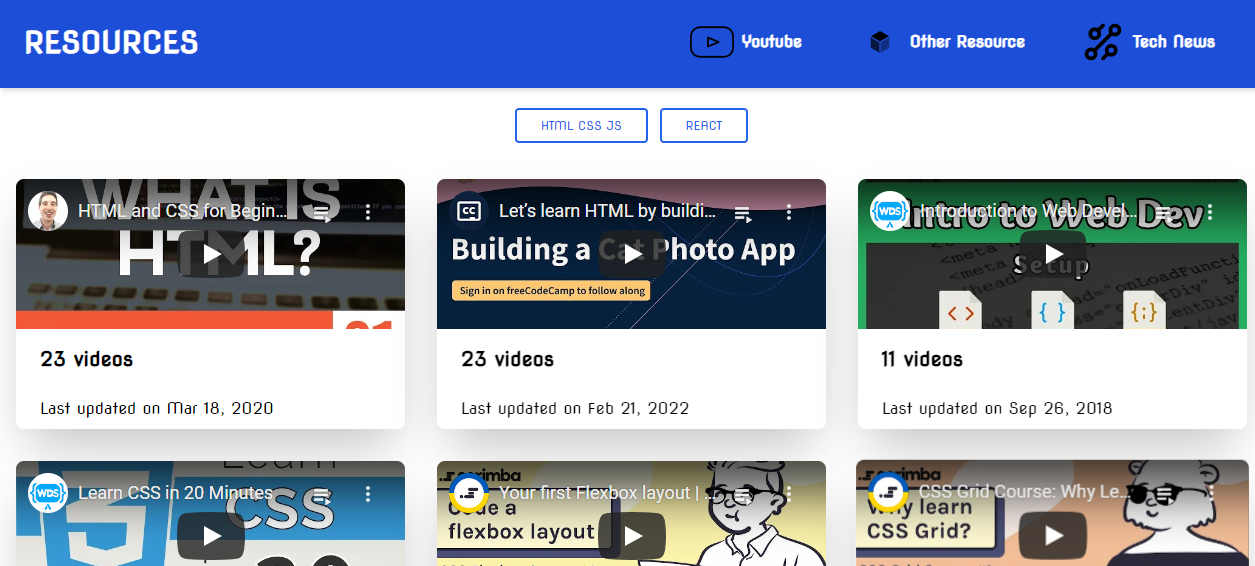 RESOURCES
Youtube
Other Resource
Tech News
HTML CSS JS
REACT
WHAT IS
HTML and CSS for Begin...
HTML?
Let's learn HTML by buildi...
CC
Building a Cat Photo App
Sign in on freeCodeCamp to follow along
WDS
Introduction to Web Devel...
Intro to Web Dev
Setup
23 videos
Last updated on Mar 18, 2020
23 videos
Last updated on Feb 21, 2022
11 videos
Last updated on Sep 26, 2018
Learn
WDS
Learn CSS in 20 Minutes
CSS
scrimba
Your first Flexbox layout | ...
Code a
flexbox layout
scrimba
CSS Grid Course: Why Le...
Why learn
CSS Grid?